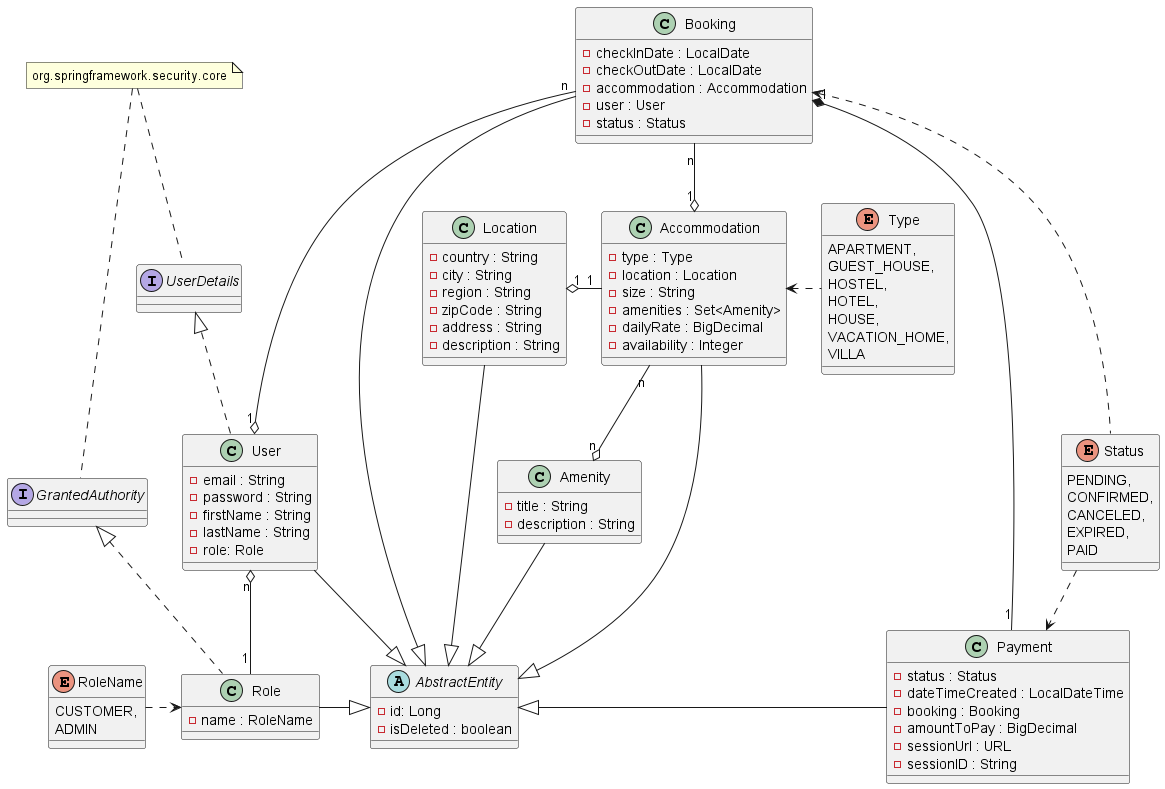 C Booking
checkInDate : LocalDate
checkOutDate : LocalDate
accommodation : Accommodation
user : User
status : Status
org.springframework.security.core
n
1
n
1
C Location
country : String
city : String
region : String
zipCode : String
address : String
description : String
1 1
C Accommodation
type : Type
location : Location
size : String
amenities : Set<Amenity>
dailyRate : BigDecimal
availability : Integer
E Type
APARTMENT,
GUEST_HOUSE,
HOSTEL,
HOTEL,
HOUSE,
VACATION_HOME,
VILLA
I UserDetails
n
n
1
C User
email : String
password : String
firstName : String
lastName : String
role: Role
C Amenity
title : String
description : String
E Status
PENDING,
CONFIRMED,
CANCELED,
EXPIRED,
PAID
I GrantedAuthority
n
1
1
E RoleName
CUSTOMER,
ADMIN
C Role
name : RoleName
A AbstractEntity
id: Long
isDeleted : boolean
C Payment
status : Status
dateTimeCreated : LocalDateTime
booking : Booking
amountToPay : BigDecimal
sessionUrl : URL
sessionID : String